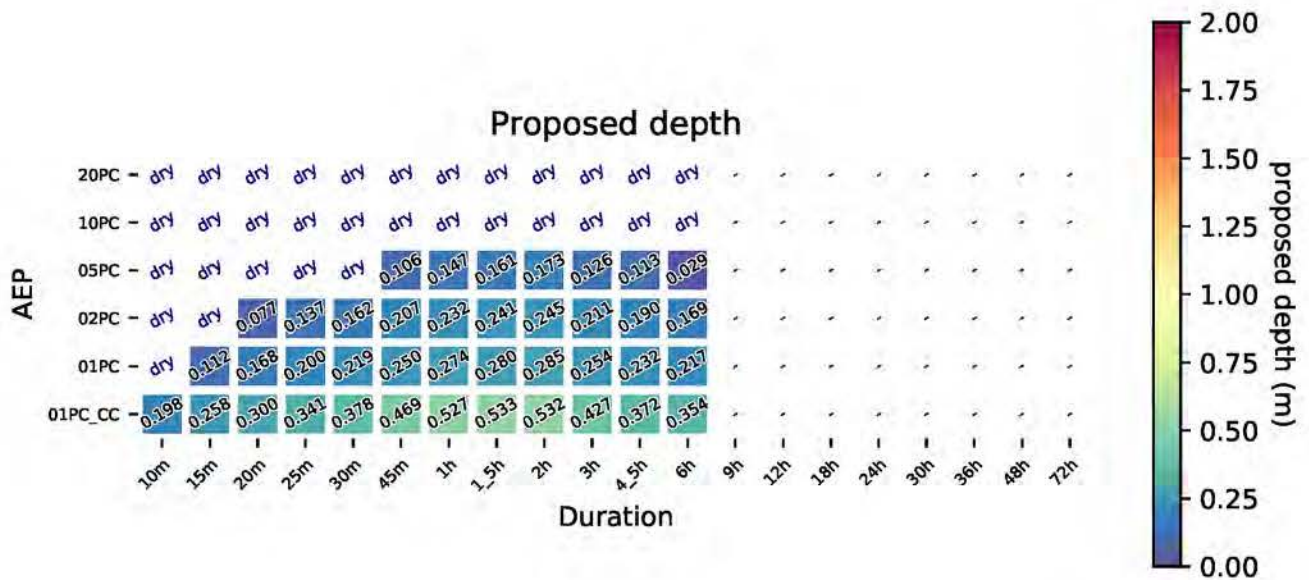 Proposed depth
AEP
20PC dry dry dry dry dry dry dry dry dry dry dry dry - - - - - - - -
10PC dry dry dry dry dry dry dry dry dry dry dry dry - - - - - - - -
05PC dry dry dry dry dry 0.106 0.147 0.161 0.173 0.126 0.113 0.029 - - - - - - - -
02PC dry dry 0.077 0.137 0.162 0.207 0.232 0.241 0.245 0.211 0.190 0.169 - - - - - - - -
01PC dry 0.112 0.168 0.200 0.219 0.250 0.274 0.280 0.285 0.254 0.232 0.217 - - - - - - - -
01PC_CC 0.198 0.258 0.300 0.341 0.378 0.469 0.527 0.533 0.532 0.427 0.372 0.354 - - - - - - - -
10m 15m 20m 25m 30m 45m 1h 1_5h 2h 3h 4_5h 6h 9h 12h 18h 24h 30h 36h 48h 72h
Duration
2.00
1.75
1.50
1.25
1.00
0.75
0.50
0.25
0.00
proposed depth (m)